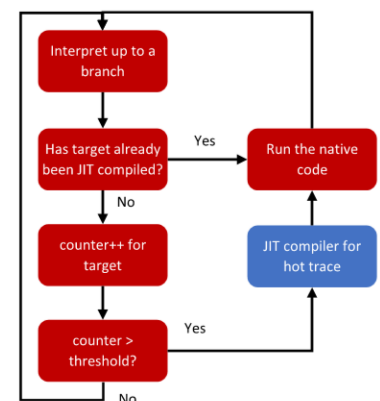 Interpret up to a
branch
Has target already
been JIT compiled?
Yes
Run the native
code
No
counter++ for
target
JIT compiler for
hot trace
counter >
threshold?
Yes
No